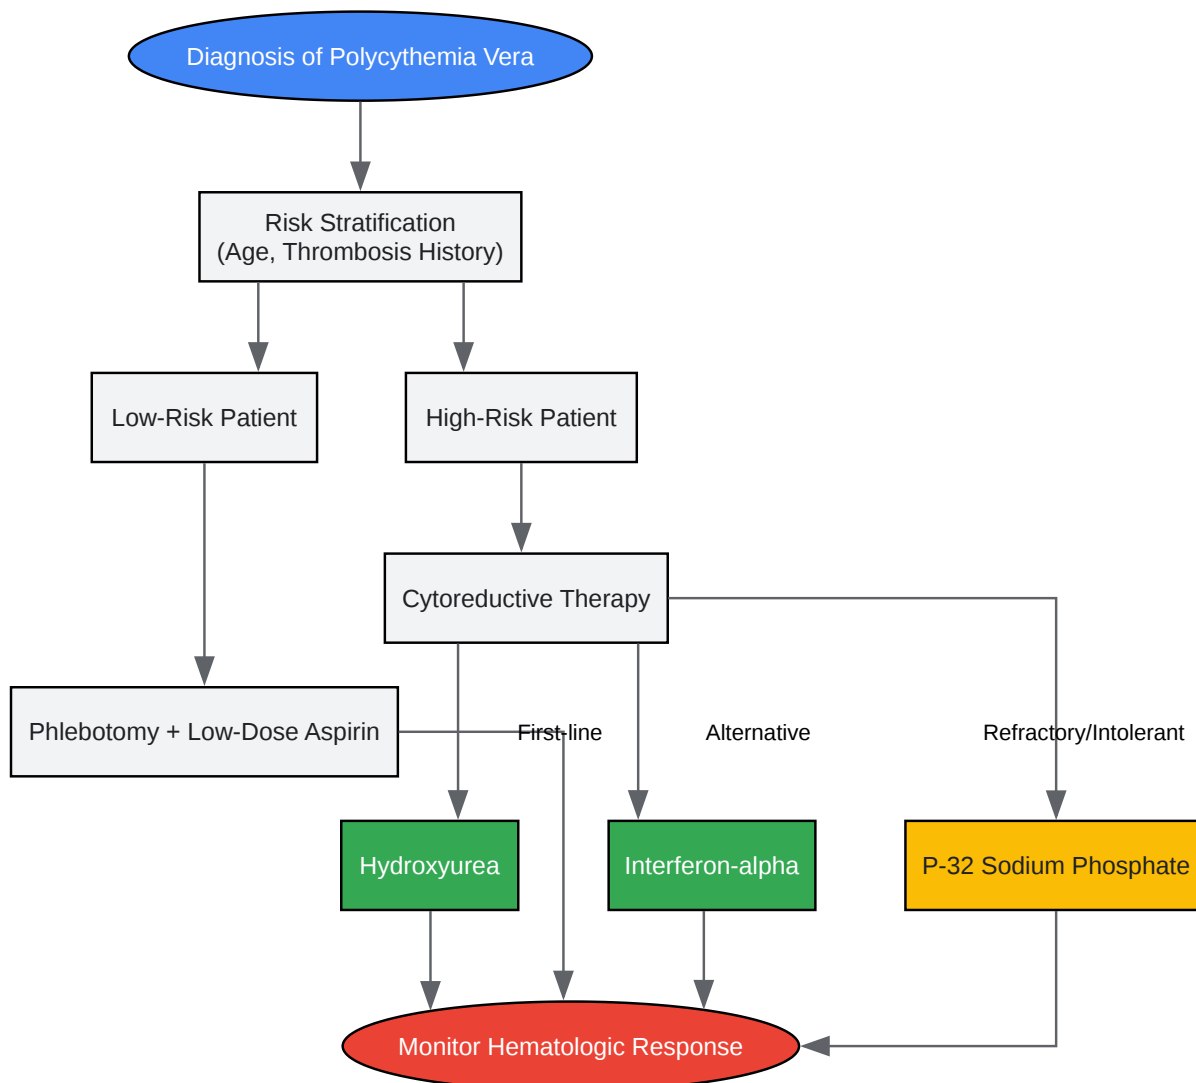 Diagnosis of Polycythemia Vera
Risk Stratification
(Age, Thrombosis History)
Low-Risk Patient
High-Risk Patient
Cytoreductive Therapy
Phlebotomy + Low-Dose Aspirin
First-line
Alternative
Refractory/Intolerant
Hydroxyurea
Interferon-alpha
P-32 Sodium Phosphate
Monitor Hematologic Response